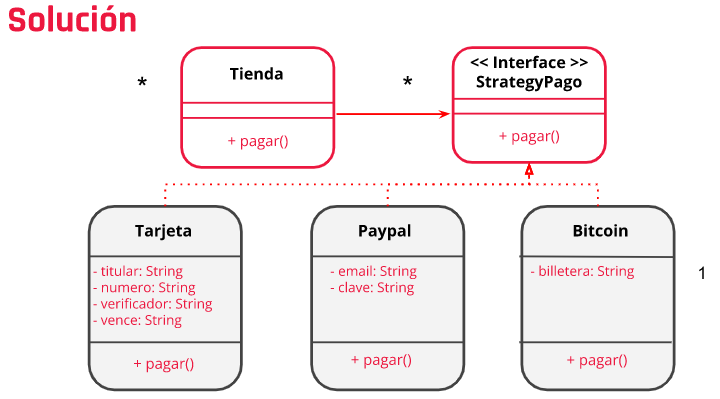 Solución
*
Tienda
+ pagar()
*
<< Interface >>
StrategyPago
+ pagar()
Tarjeta
- titular: String
- numero: String
- verificador: String
- vence: String
+ pagar()
Paypal
- email: String
- clave: String
+ pagar()
Bitcoin
- billetera: String
+ pagar()
1